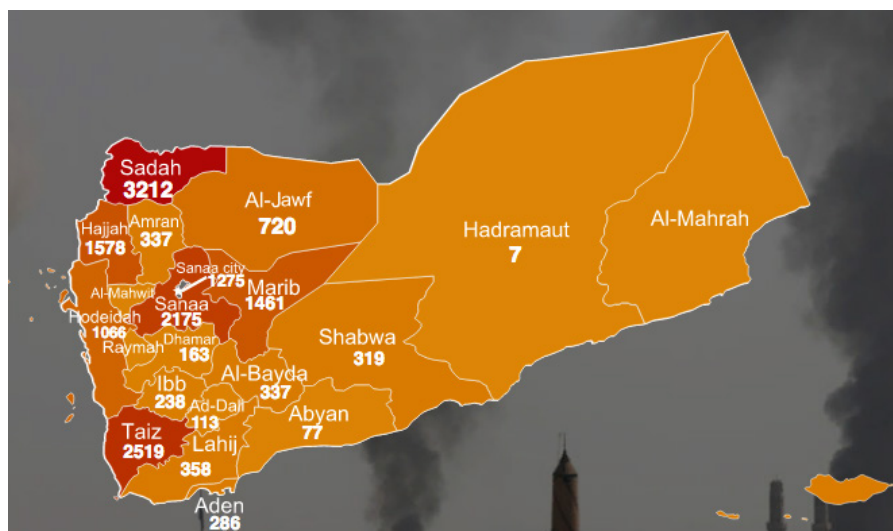 Sadah
3212
Al-Jawf
720
Hajjah
1578
Amran
337
Hadramaut
7
Al-Mahrah
Sanaa city
1275
Marib
1461
Al-Mahwit
Sanaa
2175
Hodeidah
1066
Raymah
Dhamar
163
Shabwa
319
Al-Bayda
337
Ibb
238
Ad-Dali
113
Abyan
77
Taiz
2519
Lahij
358
Aden
286